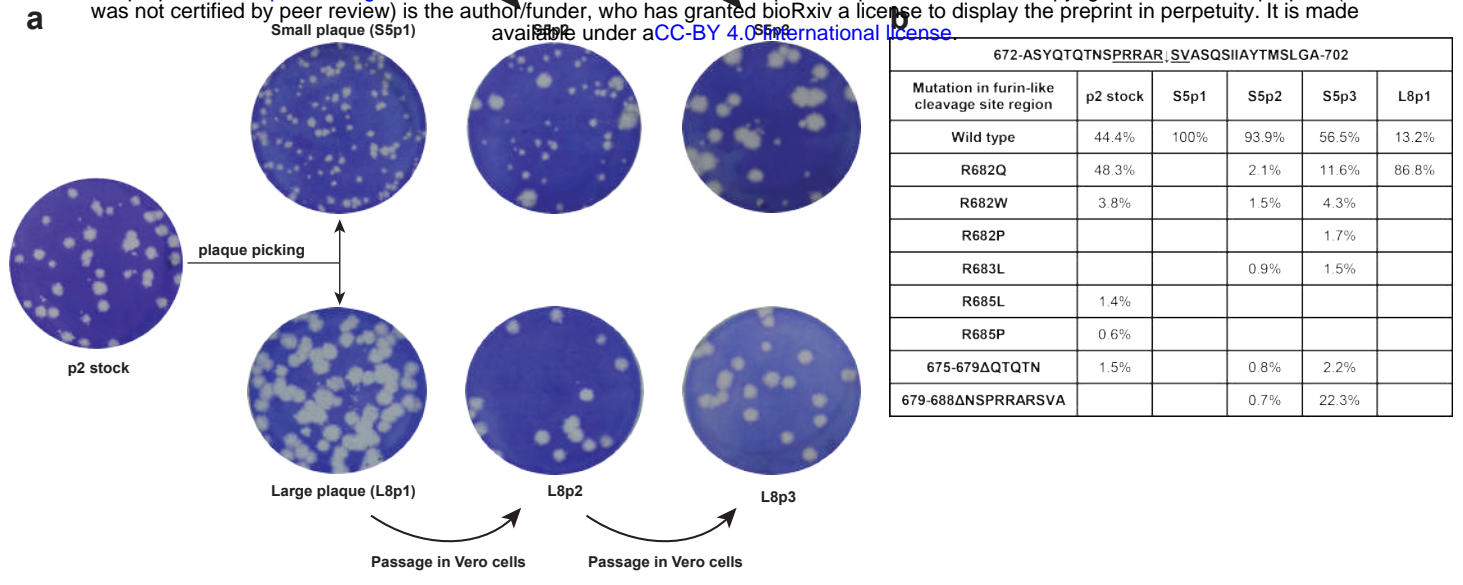 was not certified by peer review) is the author/funder, who has granted bioRxiv a license to display the preprint in perpetuity. It is made
available under aCC-BY 4.0 International license.
a
Small plaque (S5p1)
S5p2
S5p3
plaque picking
p2 stock
Large plaque (L8p1)
L8p2
L8p3
Passage in Vero cells
Passage in Vero cells
b
672-ASYQTQTNSPRRAR↓SVASQSIIAYTMSLGA-702
Mutation in furin-like cleavage site region p2 stock S5p1 S5p2 S5p3 L8p1
Wild type 44.4% 100% 93.9% 56.5% 13.2%
R682Q 48.3% 2.1% 11.6% 86.8%
R682W 3.8% 1.5% 4.3%
R682P 1.7%
R683L 0.9% 1.5%
R685L 1.4%
R685P 0.6%
675-679ΔQTQTN 1.5% 0.8% 2.2%
679-688ΔNSPRRARSVA 0.7% 22.3%